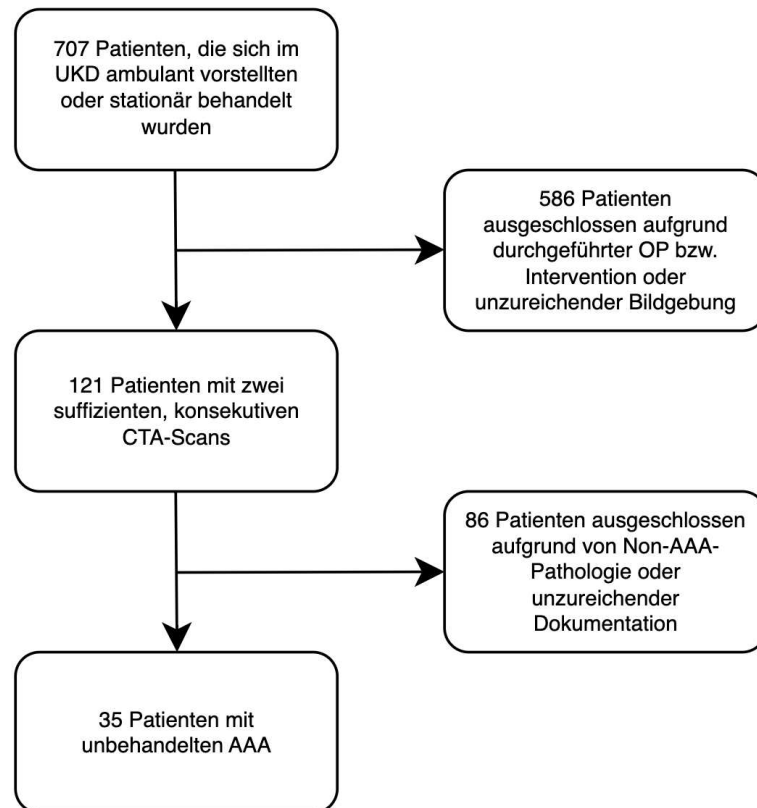 707 Patienten, die sich im
UKD ambulant vorstellten
oder stationär behandelt
wurden
586 Patienten
ausgeschlossen aufgrund
durchgeführter OP bzw.
Intervention oder
unzureichender Bildgebung
121 Patienten mit zwei
suffizienten, konsekutiven
CTA-Scans
86 Patienten ausgeschlossen
aufgrund von Non-AAA-
Pathologie oder
unzureichender
Dokumentation
35 Patienten mit
unbehandelten AAA